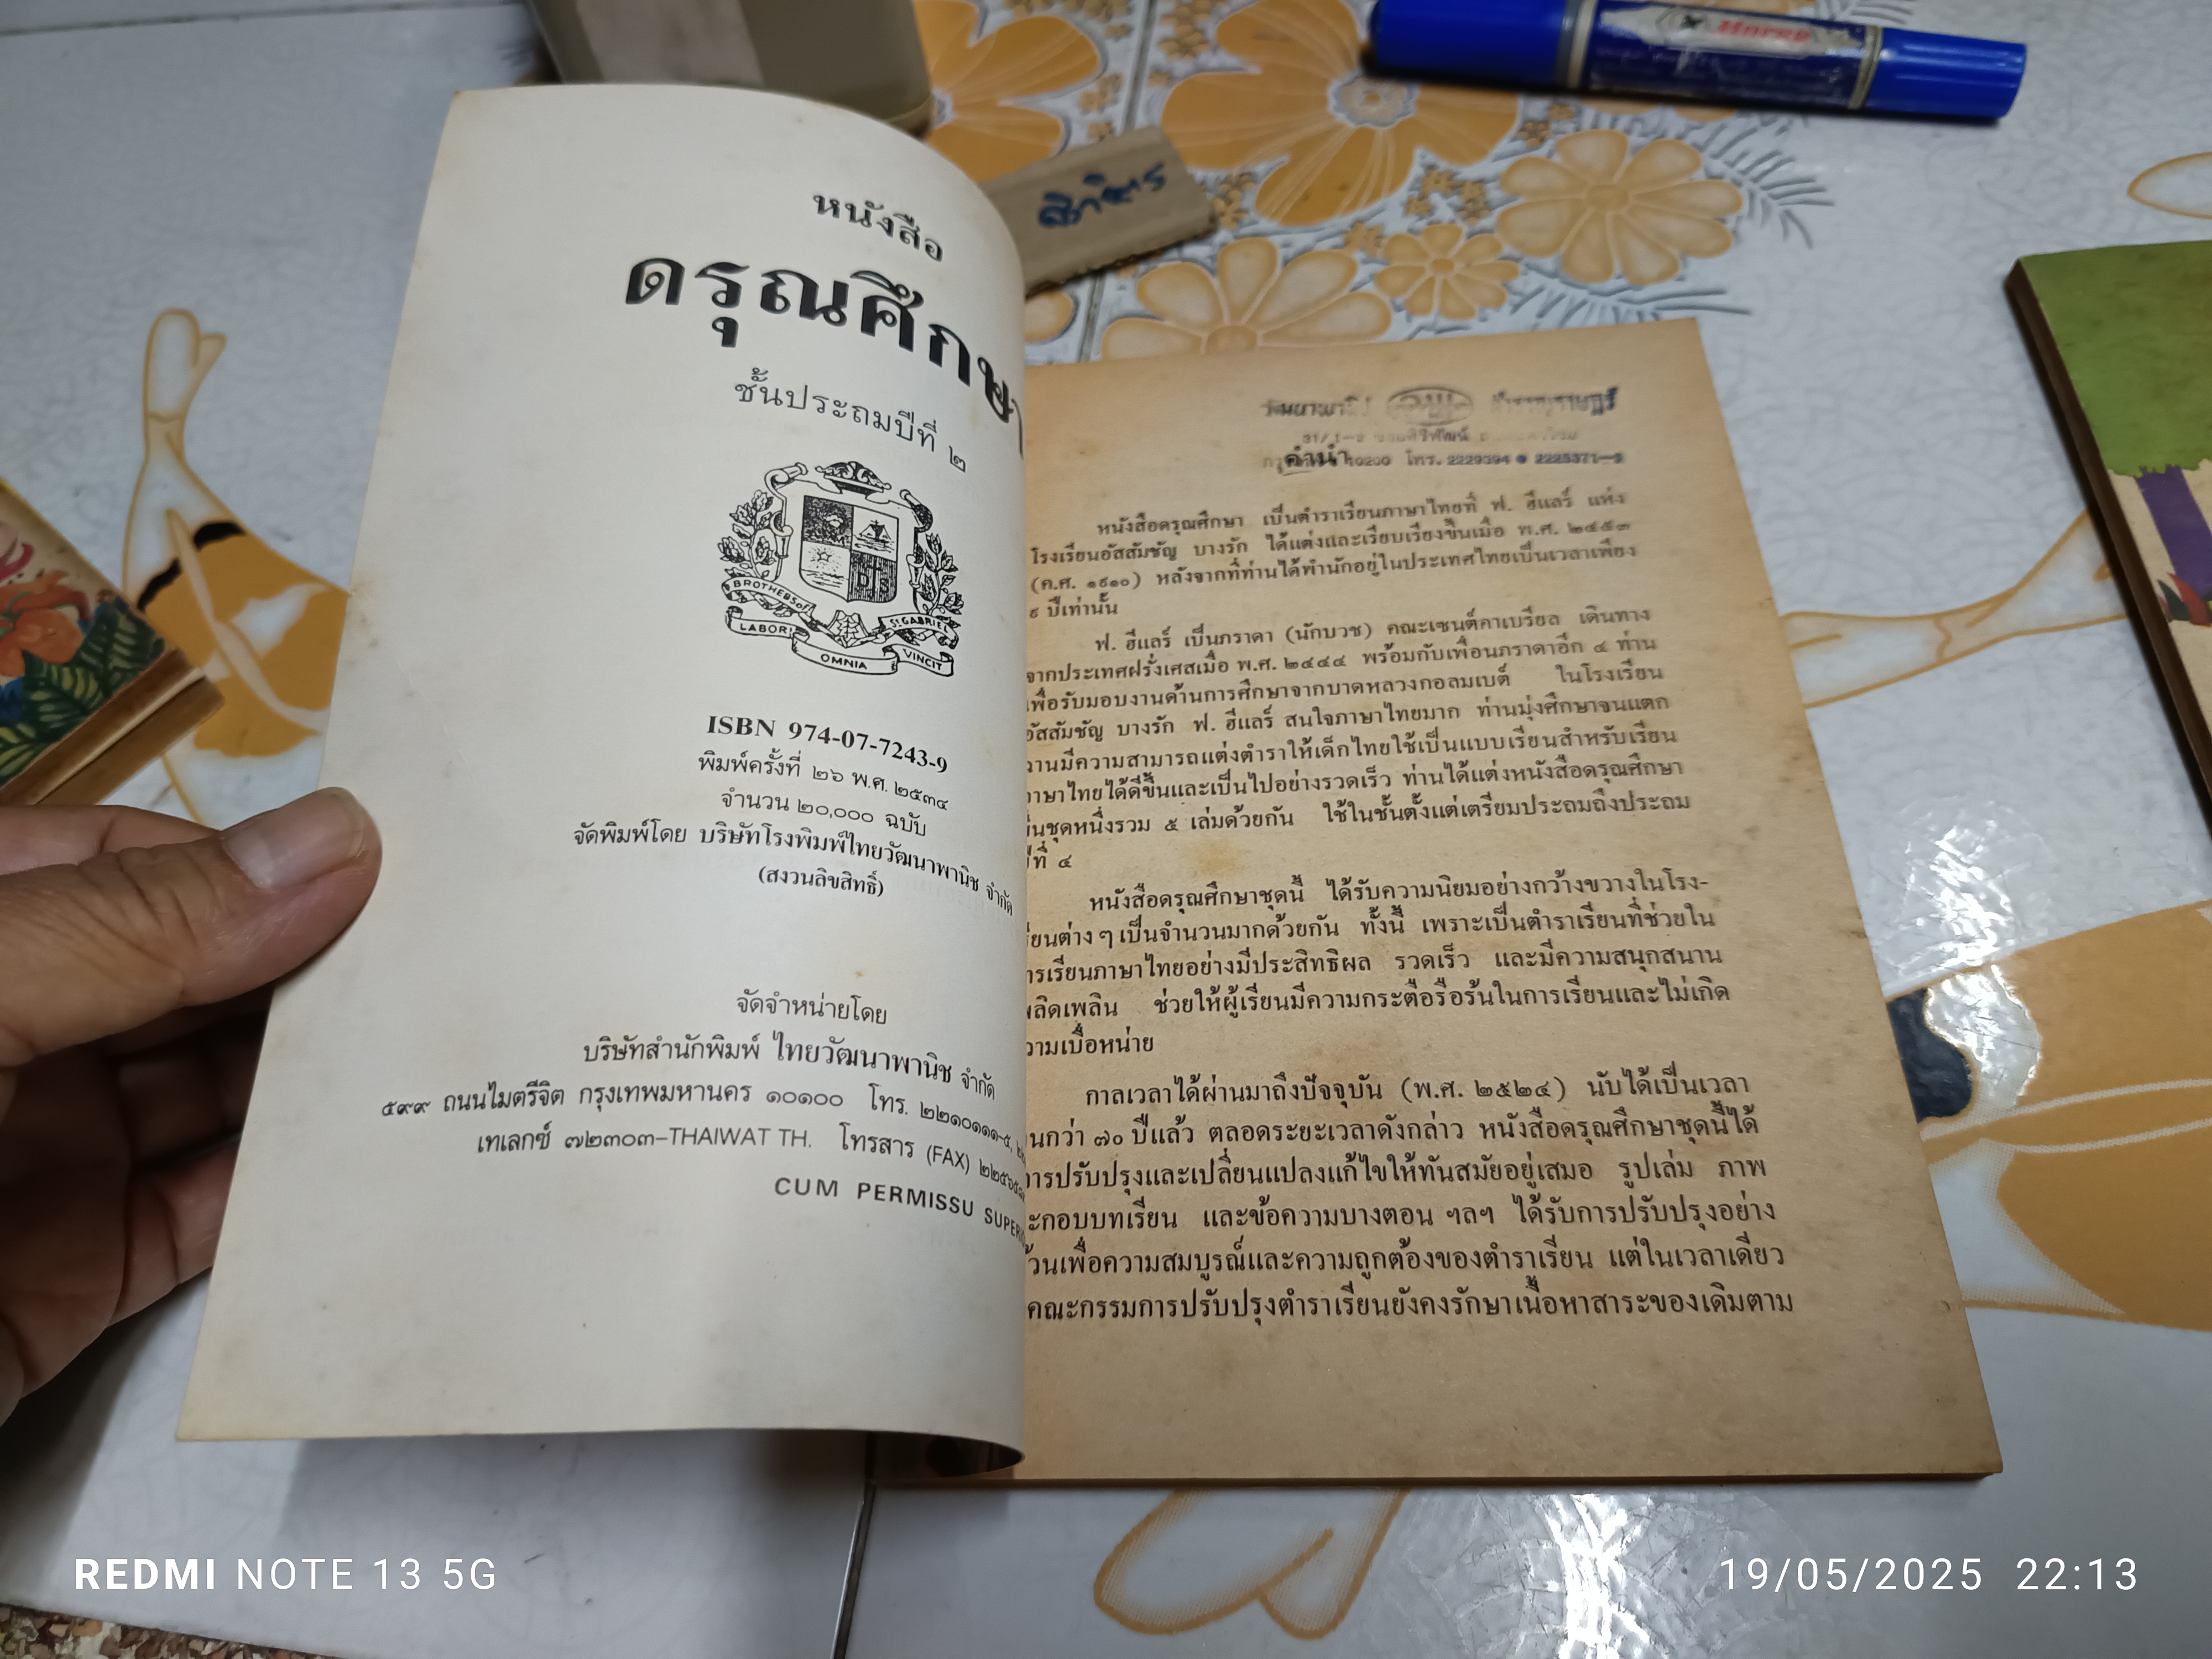 หนังสือ
ดรุณศึกษา
ชั้นประถมปีที่ ๒
BROTHERS of
ST GABRIEL
LABOR
OMNIA
VINCIT
ISBN 974-07-7243-9
พิมพ์ครั้งที่ ๒๖ พ.ศ. ๒๕๓๔
จำนวน ๒๐,๐๐๐ ฉบับ
จัดพิมพ์โดย บริษัทโรงพิมพ์ไทยวัฒนาพานิช จำกัด
(สงวนลิขสิทธิ์)
จัดจำหน่ายโดย
บริษัทสำนักพิมพ์ ไทยวัฒนาพานิช จำกัด
๕๙๙ ถนนไมตรีจิต กรุงเทพมหานคร ๑๐๑๐๐ โทร. ๒๒๑๐๑๑๑-๕,
เทเลกซ์ ๗๒๓๐๓-THAIWAT TH. โทรสาร (FAX)
CUM PERMISSU
โทร. 2229394 ● 2225371-2
คำนำ
หนังสือดรุณศึกษา เป็นตำราเรียนภาษาไทยที่ ฟ. ฮีแลร์ แห่ง
โรงเรียนอัสสัมชัญ บางรัก ได้แต่งและเรียบเรียงขึ้นเมื่อ พ.ศ. ๒๔๕๓
(ค.ศ. ๑๙๑๐) หลังจากที่ท่านได้พำนักอยู่ในประเทศไทยเป็นเวลาเพียง
๙ ปีเท่านั้น
ฟ. ฮีแลร์ เป็นภราดา (นักบวช) คณะเซนต์คาเบรียล เดินทาง
จากประเทศฝรั่งเศสเมื่อ พ.ศ. ๒๔๔๔ พร้อมกับเพื่อนภราดาอีก ๔ ท่าน
เพื่อรับมอบงานด้านการศึกษาจากบาดหลวงกอลมเบต์ ในโรงเรียน
อัสสัมชัญ บางรัก ฟ. ฮีแลร์ สนใจภาษาไทยมาก ท่านมุ่งศึกษาจนแตก
านมีความสามารถแต่งตำราให้เด็กไทยใช้เป็นแบบเรียนสำหรับเรียน
ภาษาไทยได้ดีขึ้นและเป็นไปอย่างรวดเร็ว ท่านได้แต่งหนังสือดรุณศึกษา
ขึ้นชุดหนึ่งรวม ๕ เล่มด้วยกัน ใช้ในชั้นตั้งแต่เตรียมประถมถึงประถม
ปีที่ ๔
หนังสือดรุณศึกษาชุดนี้ ได้รับความนิยมอย่างกว้างขวางในโรง-
เรียนต่าง ๆ เป็นจำนวนมากด้วยกัน ทั้งนี้ เพราะเป็นตำราเรียนที่ช่วยใน
การเรียนภาษาไทยอย่างมีประสิทธิผล รวดเร็ว และมีความสนุกสนาน
เพลิดเพลิน ช่วยให้ผู้เรียนมีความกระตือรือร้นในการเรียนและไม่เกิด
ความเบื่อหน่าย
กาลเวลาได้ผ่านมาถึงปัจจุบัน (พ.ศ. ๒๕๒๔) นับได้เป็นเวลา
นานกว่า ๗๐ ปีแล้ว ตลอดระยะเวลาดังกล่าว หนังสือดรุณศึกษาชุดนี้ได้
การปรับปรุงและเปลี่ยนแปลงแก้ไขให้ทันสมัยอยู่เสมอ รูปเล่ม ภาพ
ประกอบบทเรียน และข้อความบางตอน ฯลฯ ได้รับการปรับปรุงอย่าง
ถ้วนเพื่อความสมบูรณ์และความถูกต้องของตำราเรียน แต่ในเวลาเดียว
คณะกรรมการปรับปรุงตำราเรียนยังคงรักษาเนื้อหาสาระของเดิมตาม
REDMI NOTE 13 5G
19/05/2025 22:13